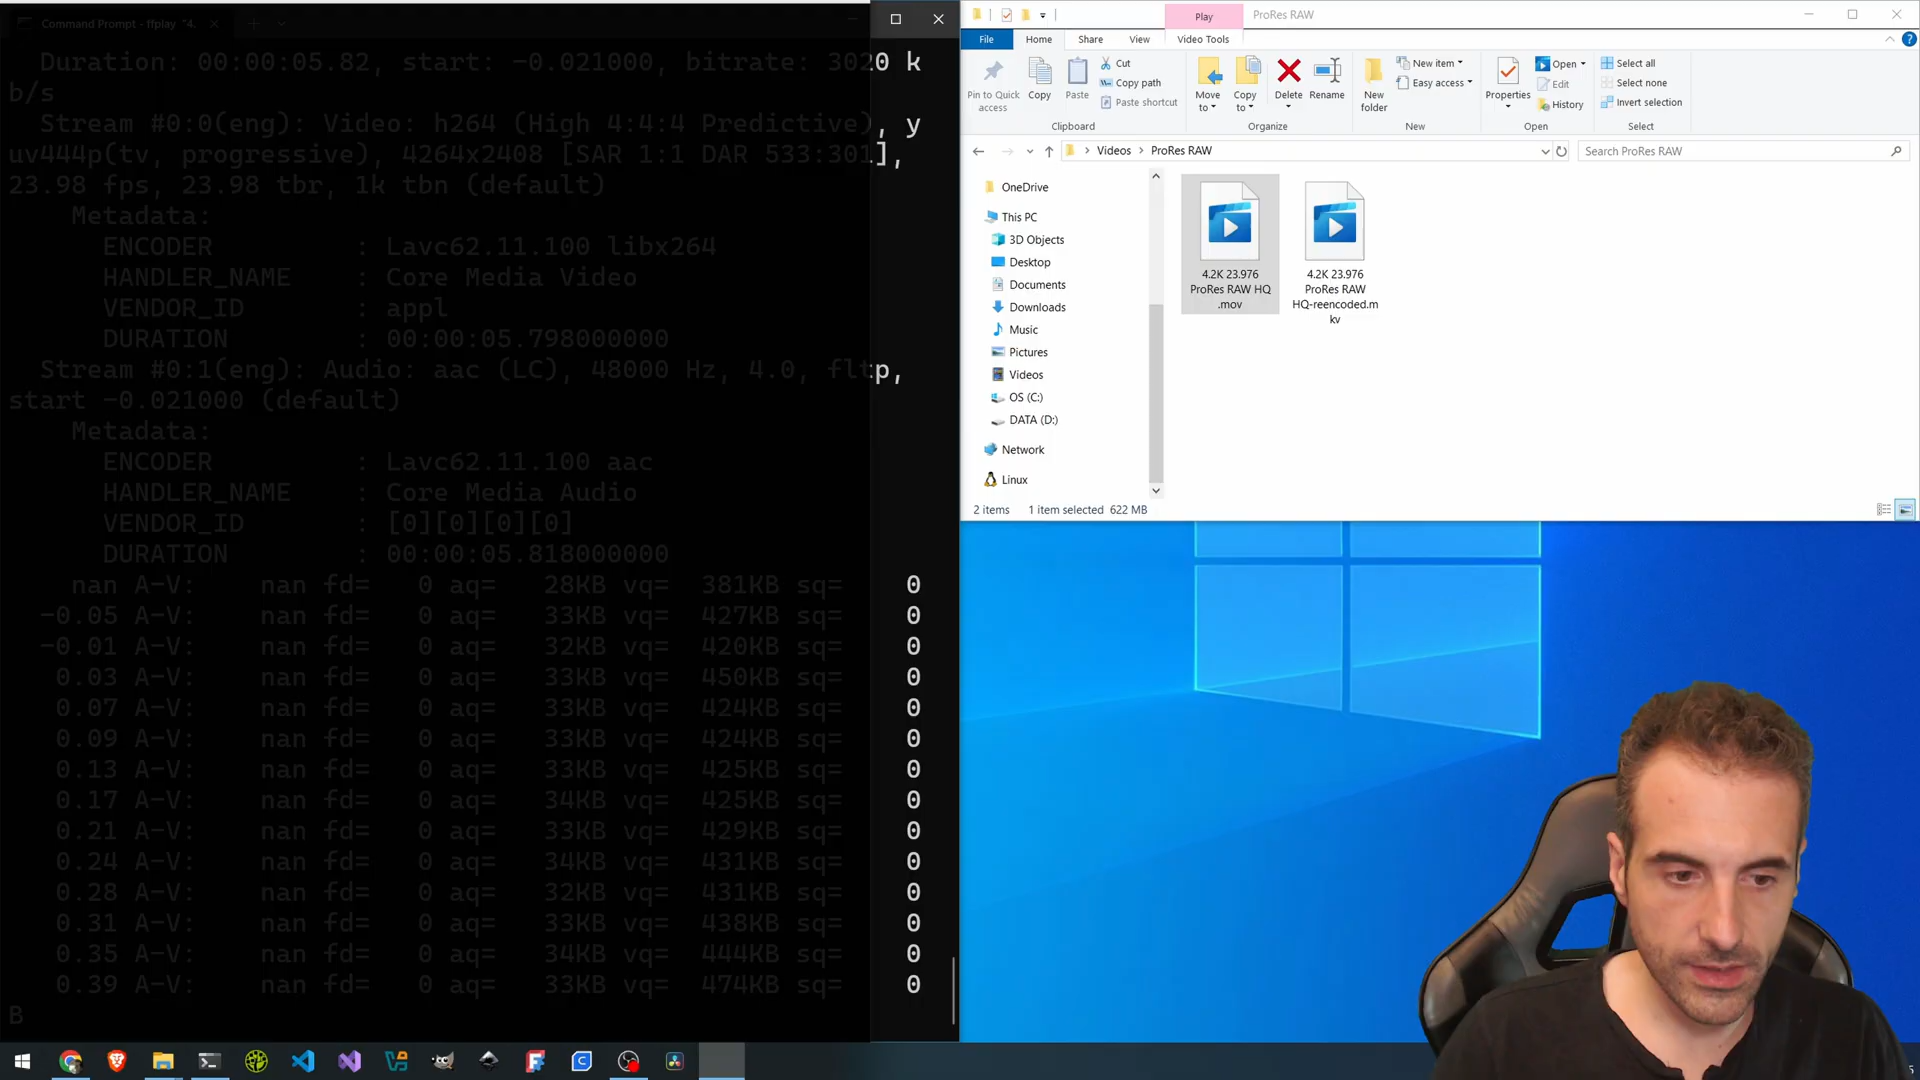 Command Prompt - ffplay "4.
Duration: 00:00:05.82, start: -0.021000, bitrate: 3020 k
b/s
Stream #0:0(eng): Video: h264 (High 4:4:4 Predictive), y
uv444p(tv, progressive), 4264x2408 [SAR 1:1 DAR 533:301],
23.98 fps, 23.98 tbr, 1k tbn (default)
Metadata:
ENCODER : Lavc62.11.100 libx264
HANDLER_NAME : Core Media Video
VENDOR_ID : appl
DURATION : 00:00:05.798000000
Stream #0:1(eng): Audio: aac (LC), 48000 Hz, 4.0, fltp,
start -0.021000 (default)
Metadata:
ENCODER : Lavc62.11.100 aac
HANDLER_NAME : Core Media Audio
VENDOR_ID : [0][0][0][0]
DURATION : 00:00:05.818000000
nan A-V: nan fd= 0 aq= 28KB vq= 381KB sq= 0
-0.05 A-V: nan fd= 0 aq= 33KB vq= 427KB sq= 0
-0.01 A-V: nan fd= 0 aq= 32KB vq= 420KB sq= 0
0.03 A-V: nan fd= 0 aq= 33KB vq= 450KB sq= 0
0.07 A-V: nan fd= 0 aq= 33KB vq= 424KB sq= 0
0.09 A-V: nan fd= 0 aq= 33KB vq= 424KB sq= 0
0.13 A-V: nan fd= 0 aq= 33KB vq= 425KB sq= 0
0.17 A-V: nan fd= 0 aq= 34KB vq= 425KB sq= 0
0.21 A-V: nan fd= 0 aq= 33KB vq= 429KB sq= 0
0.24 A-V: nan fd= 0 aq= 34KB vq= 431KB sq= 0
0.28 A-V: nan fd= 0 aq= 32KB vq= 431KB sq= 0
0.31 A-V: nan fd= 0 aq= 33KB vq= 438KB sq= 0
0.35 A-V: nan fd= 0 aq= 34KB vq= 444KB sq= 0
0.39 A-V: nan fd= 0 aq= 33KB vq= 474KB sq= 0
B
Play
ProRes RAW
File
Home
Share
View
Video Tools
Pin to Quick access
Copy
Paste
Cut
Copy path
Paste shortcut
Clipboard
Move to
Copy to
Delete
Rename
Organize
New folder
New item
Easy access
New
Properties
Open
Edit
History
Open
Select all
Select none
Invert selection
Select
Videos
ProRes RAW
Search ProRes RAW
OneDrive
This PC
3D Objects
Desktop
Documents
Downloads
Music
Pictures
Videos
OS (C:)
DATA (D:)
Network
Linux
4.2K 23.976
ProRes RAW HQ
.mov
4.2K 23.976
ProRes RAW
HQ-reencoded.m
kv
2 items
1 item selected 622 MB